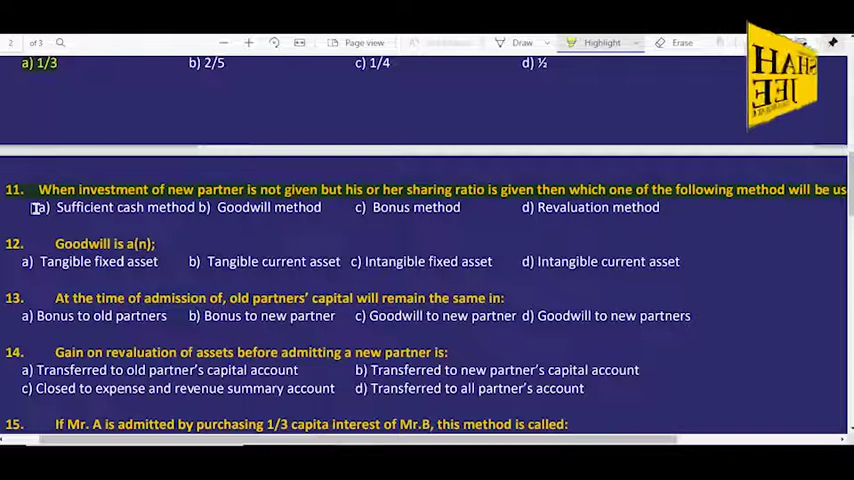 2 of 3 Page view Draw Highlight Erase
a) 1/3 b) 2/5 c) 1/4 d) ½
SHAH
JEE
11. When investment of new partner is not given but his or her sharing ratio is given then which one of the following method will be us
a) Sufficient cash method b) Goodwill method c) Bonus method d) Revaluation method
12. Goodwill is a(n);
a) Tangible fixed asset b) Tangible current asset c) Intangible fixed asset d) Intangible current asset
13. At the time of admission of, old partners’ capital will remain the same in:
a) Bonus to old partners b) Bonus to new partner c) Goodwill to new partner d) Goodwill to new partners
14. Gain on revaluation of assets before admitting a new partner is:
a) Transferred to old partner’s capital account b) Transferred to new partner’s capital account
c) Closed to expense and revenue summary account d) Transferred to all partner’s account
15. If Mr. A is admitted by purchasing 1/3 capita interest of Mr.B, this method is called: